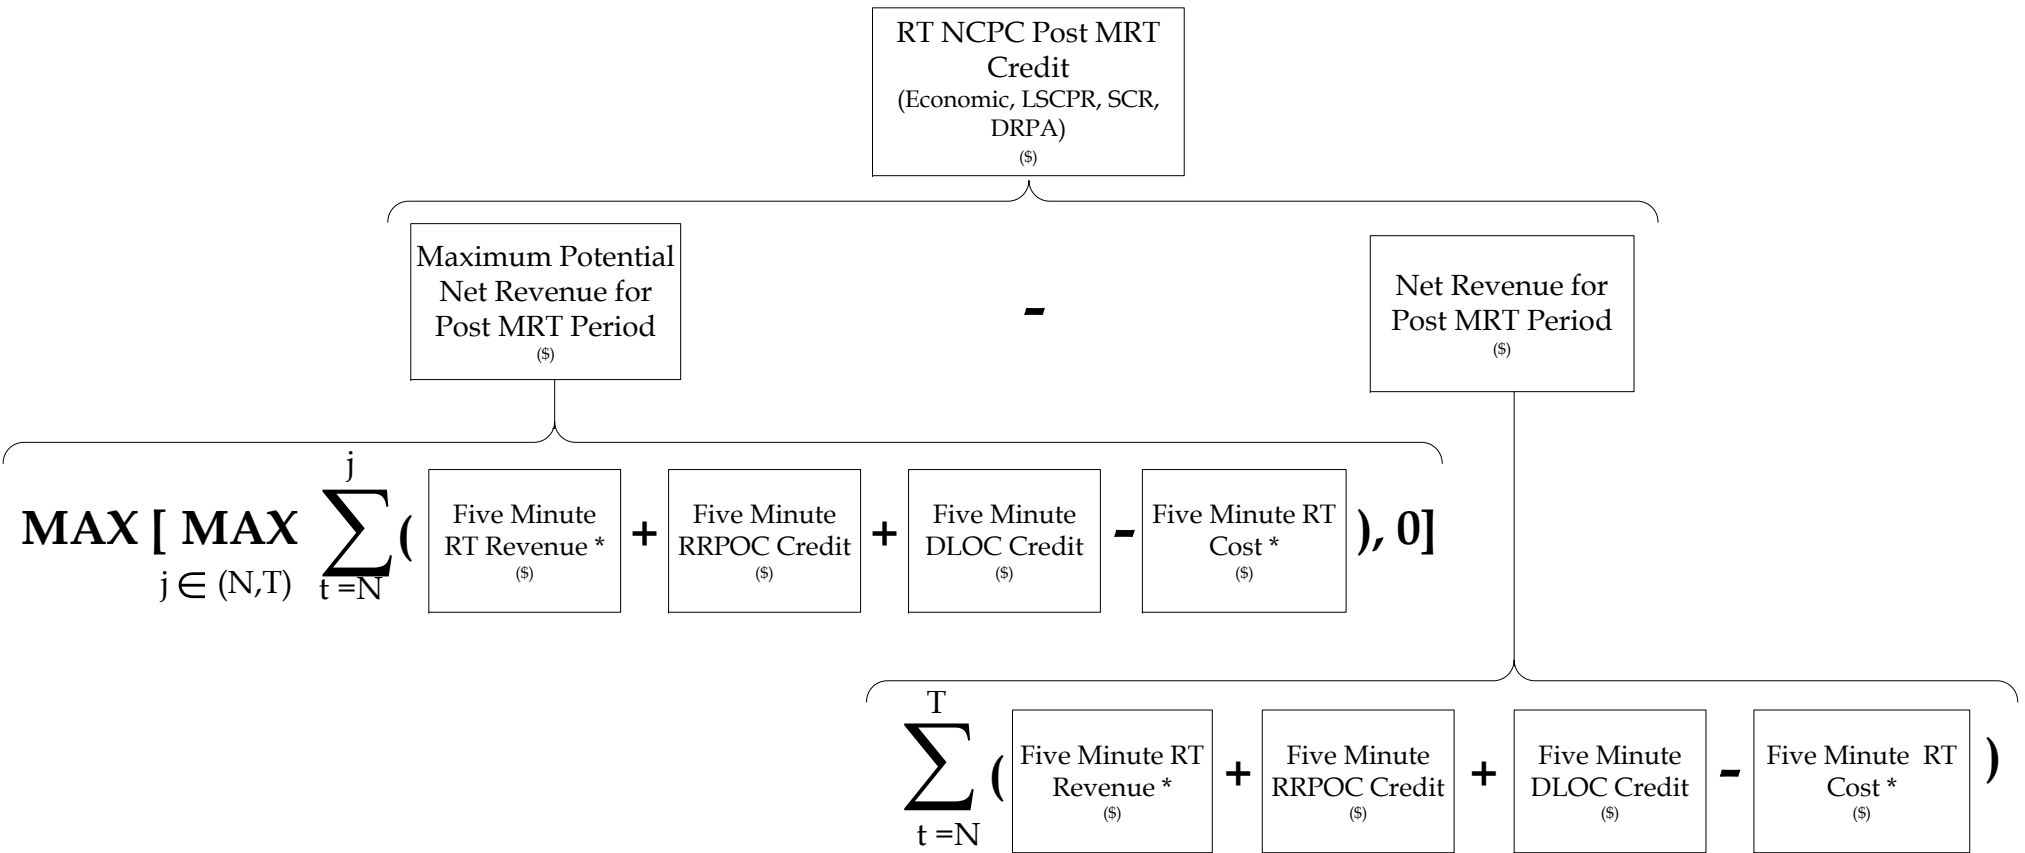 RT NCPC Post MRT
Credit
(Economic, LSCPR, SCR,
DRPA)
($)
Maximum Potential
Net Revenue for
Post MRT Period
($)
-
Net Revenue for
Post MRT Period
($)
MAX [ MAX
j ∈ (N,T)
j
∑
t =N
(
Five Minute
RT Revenue *
($)
+
Five Minute
RRPOC Credit
($)
+
Five Minute
DLOC Credit
($)
-
Five Minute RT
Cost *
($)
), 0]
T
∑
t =N
(
Five Minute RT
Revenue *
($)
+
Five Minute
RRPOC Credit
($)
+
Five Minute
DLOC Credit
($)
-
Five Minute RT
Cost *
($)
)